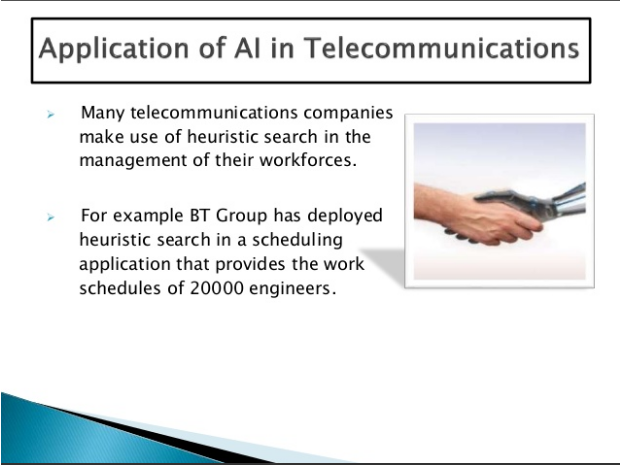 Application of AI in Telecommunications
Many telecommunications companies
make use of heuristic search in the
management of their workforces.
For example BT Group has deployed
heuristic search in a scheduling
application that provides the work
schedules of 20000 engineers.